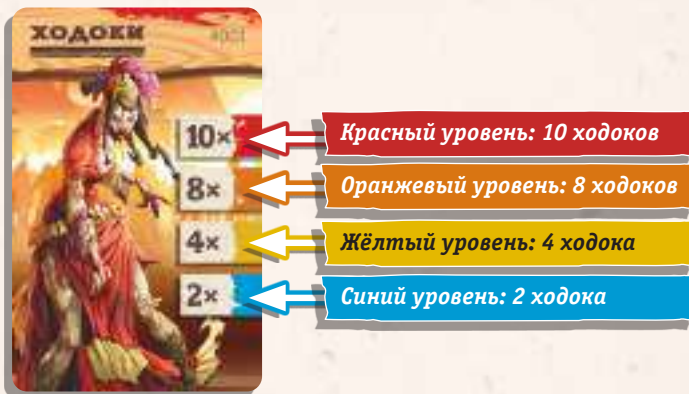 ХОДОКИ
10×
Красный уровень: 10 ходоков
8×
Оранжевый уровень: 8 ходоков
4×
Жёлтый уровень: 4 ходока
2×
Синий уровень: 2 ходока